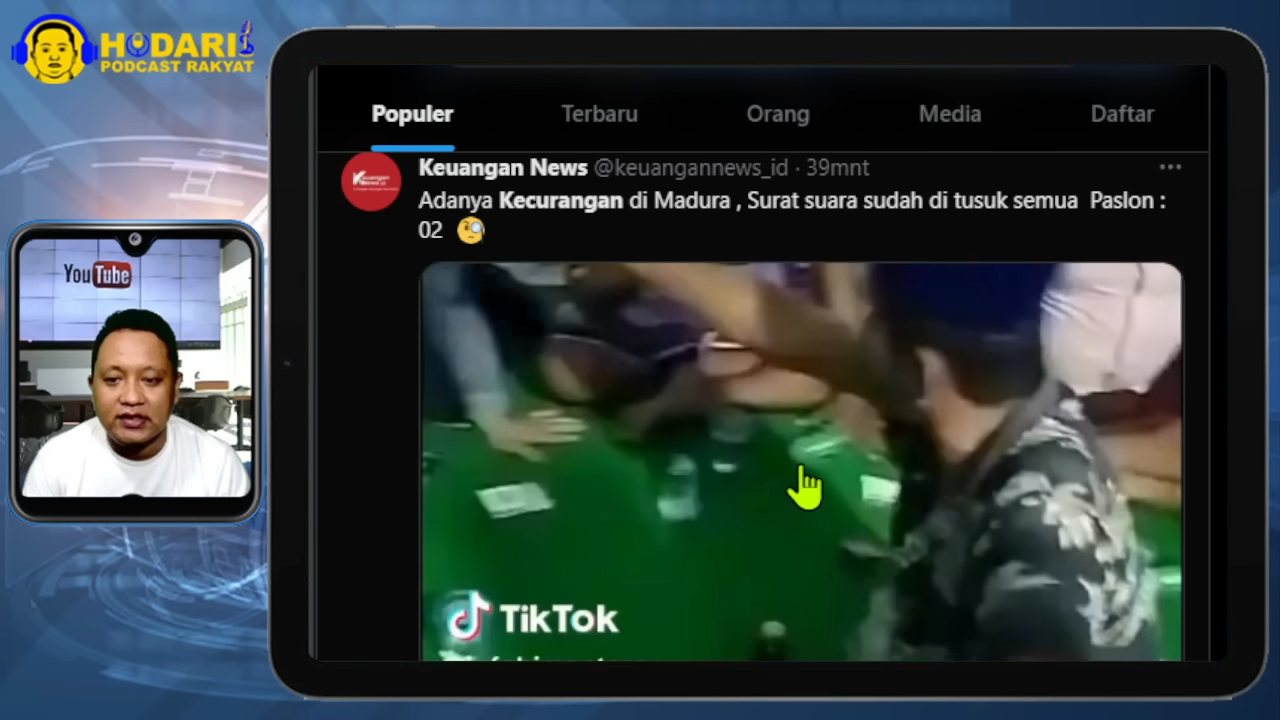 HUDARI
PODCAST RAKYAT
YouTube
Populer Terbaru Orang Media Daftar
Keuangan News @keuangannews_id · 39mnt
Adanya Kecurangan di Madura , Surat suara sudah di tusuk semua Paslon :
02
TikTok